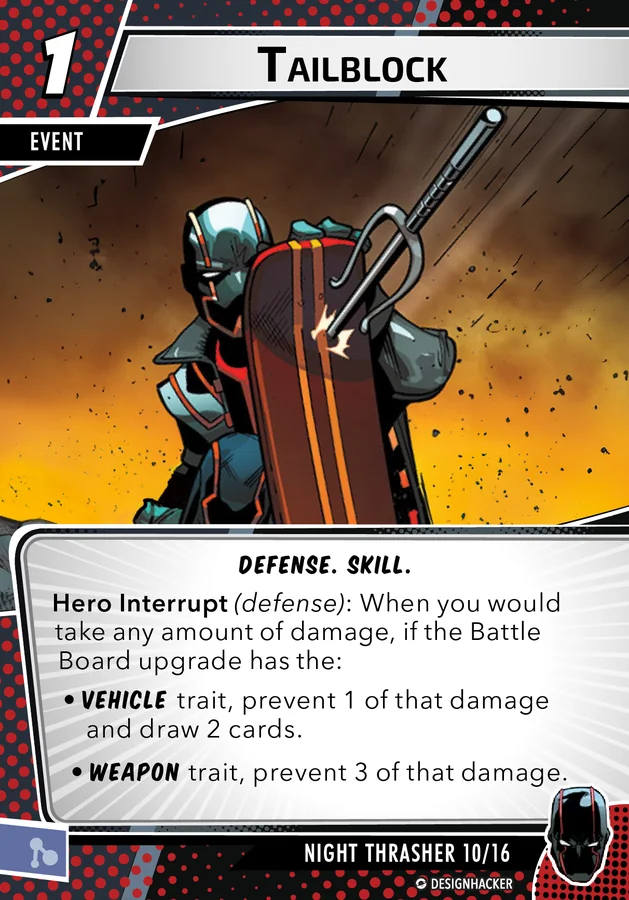 1
TAILBLOCK
EVENT
DEFENSE. SKILL.
Hero Interrupt (defense): When you would
take any amount of damage, if the Battle
Board upgrade has the:
• VEHICLE trait, prevent 1 of that damage
and draw 2 cards.
• WEAPON trait, prevent 3 of that damage.
NIGHT THRASHER 10/16
DESIGNHACKER